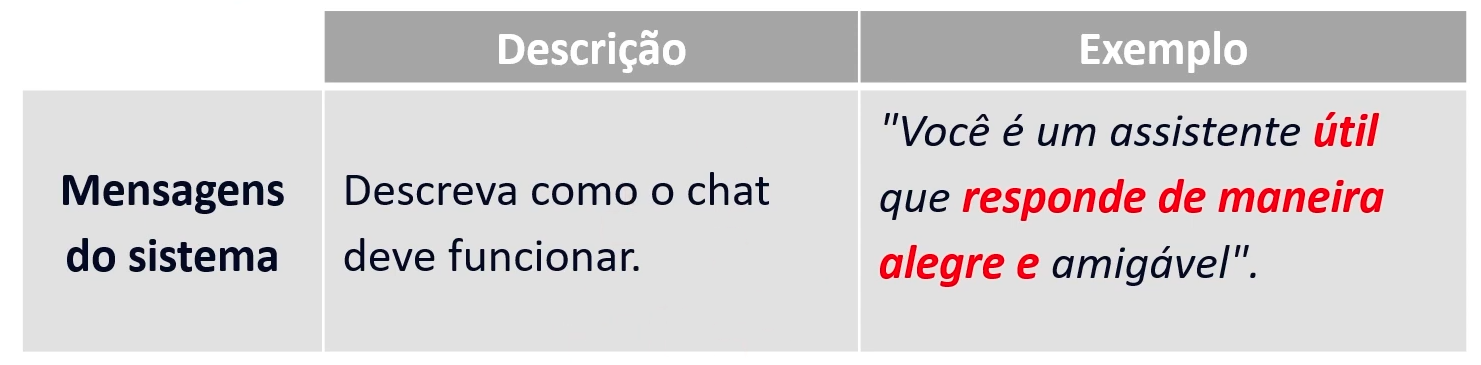 Descrição
Exemplo
Mensagens
do sistema
Descreva como o chat
deve funcionar.
"Você é um assistente útil
que responde de maneira
alegre e amigável".